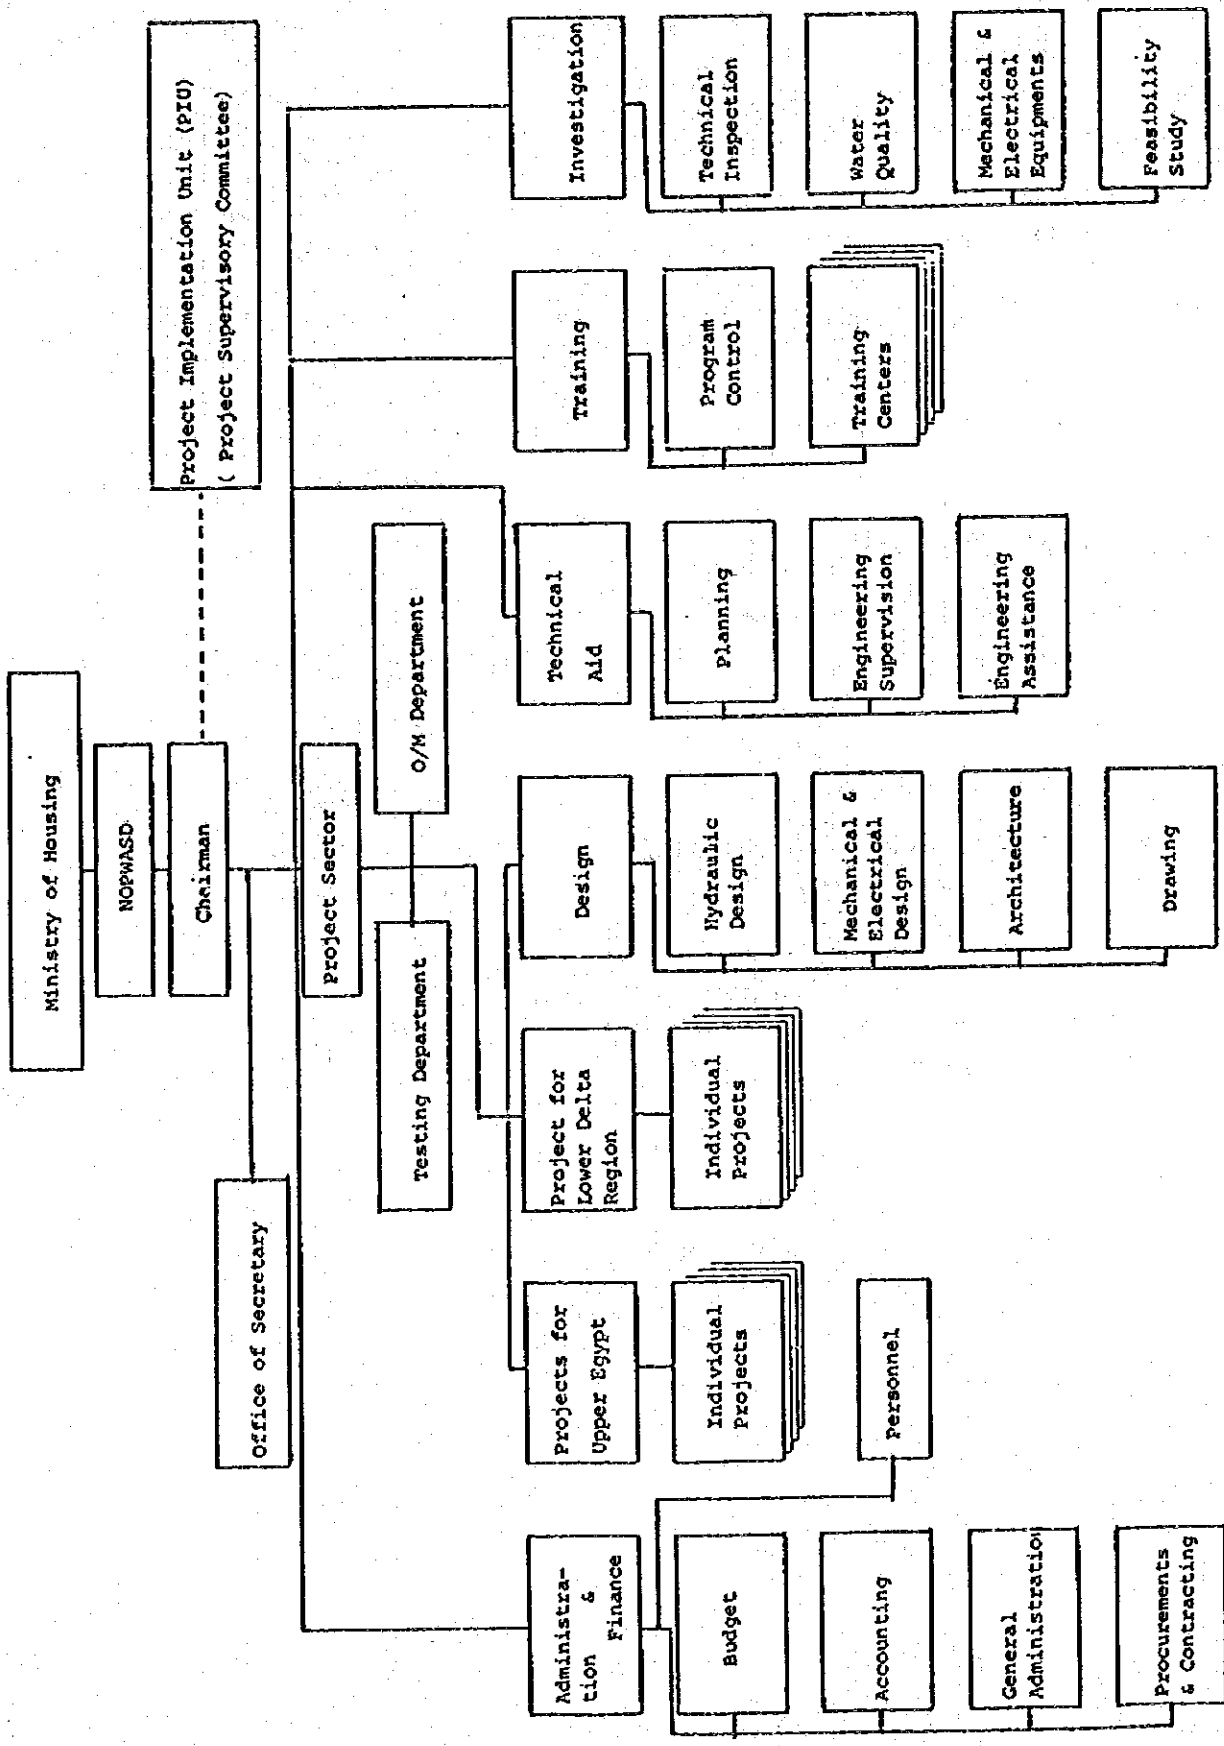 Ministry of Housing
NOPWASD
Chairman
Project Implementation Unit (PIU)
( Project Supervisory Committee)
Office of Secretary
Project Sector
Testing Department
O/M Department
Administra-
tion &
Finance
Budget
Accounting
General
Administratio
Procurements
& Contracting
Personnel
Projects for
Upper Egypt
Individual
Projects
Project for
Lower Delta
Region
Individual
Projects
Design
Hydraulic
Design
Mechanical &
Electrical
Design
Architecture
Drawing
Technical
Aid
Planning
Engineering
Supervision
Engineering
Assistance
Training
Program
Control
Training
Centers
Investigation
Technical
Inspection
Water
Quality
Mechanical &
Electrical
Equipments
Feasibility
Study